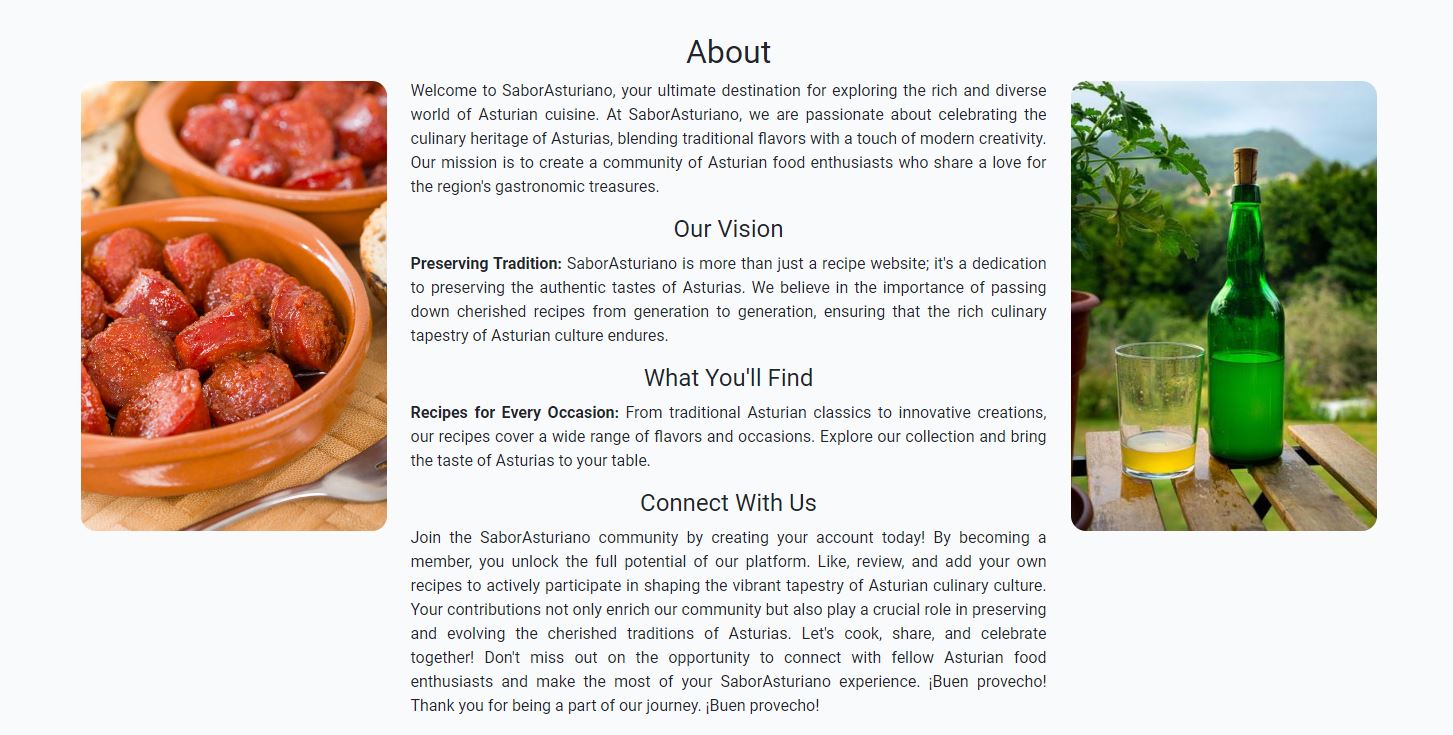 About
Welcome to SaborAsturiano, your ultimate destination for exploring the rich and diverse
world of Asturian cuisine. At SaborAsturiano, we are passionate about celebrating the
culinary heritage of Asturias, blending traditional flavors with a touch of modern creativity.
Our mission is to create a community of Asturian food enthusiasts who share a love for
the region's gastronomic treasures.
Our Vision
Preserving Tradition: SaborAsturiano is more than just a recipe website; it's a dedication
to preserving the authentic tastes of Asturias. We believe in the importance of passing
down cherished recipes from generation to generation, ensuring that the rich culinary
tapestry of Asturian culture endures.
What You'll Find
Recipes for Every Occasion: From traditional Asturian classics to innovative creations,
our recipes cover a wide range of flavors and occasions. Explore our collection and bring
the taste of Asturias to your table.
Connect With Us
Join the SaborAsturiano community by creating your account today! By becoming a
member, you unlock the full potential of our platform. Like, review, and add your own
recipes to actively participate in shaping the vibrant tapestry of Asturian culinary culture.
Your contributions not only enrich our community but also play a crucial role in preserving
and evolving the cherished traditions of Asturias. Let's cook, share, and celebrate
together! Don't miss out on the opportunity to connect with fellow Asturian food
enthusiasts and make the most of your SaborAsturiano experience. ¡Buen provecho!
Thank you for being a part of our journey. ¡Buen provecho!